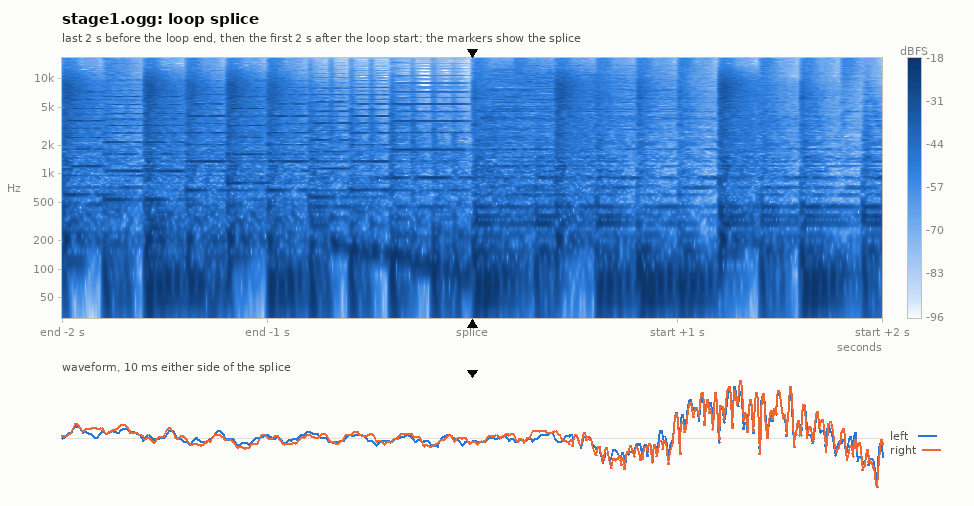 stage1.ogg: loop splice
last 2 s before the loop end, then the first 2 s after the loop start; the markers show the splice
dBFS
10k
5k
2k
1k
Hz
500
200
100
50
-18
-31
-44
-57
-70
-83
-96
end -2 s
end -1 s
splice
start +1 s
start +2 s
seconds
waveform, 10 ms either side of the splice
left
right